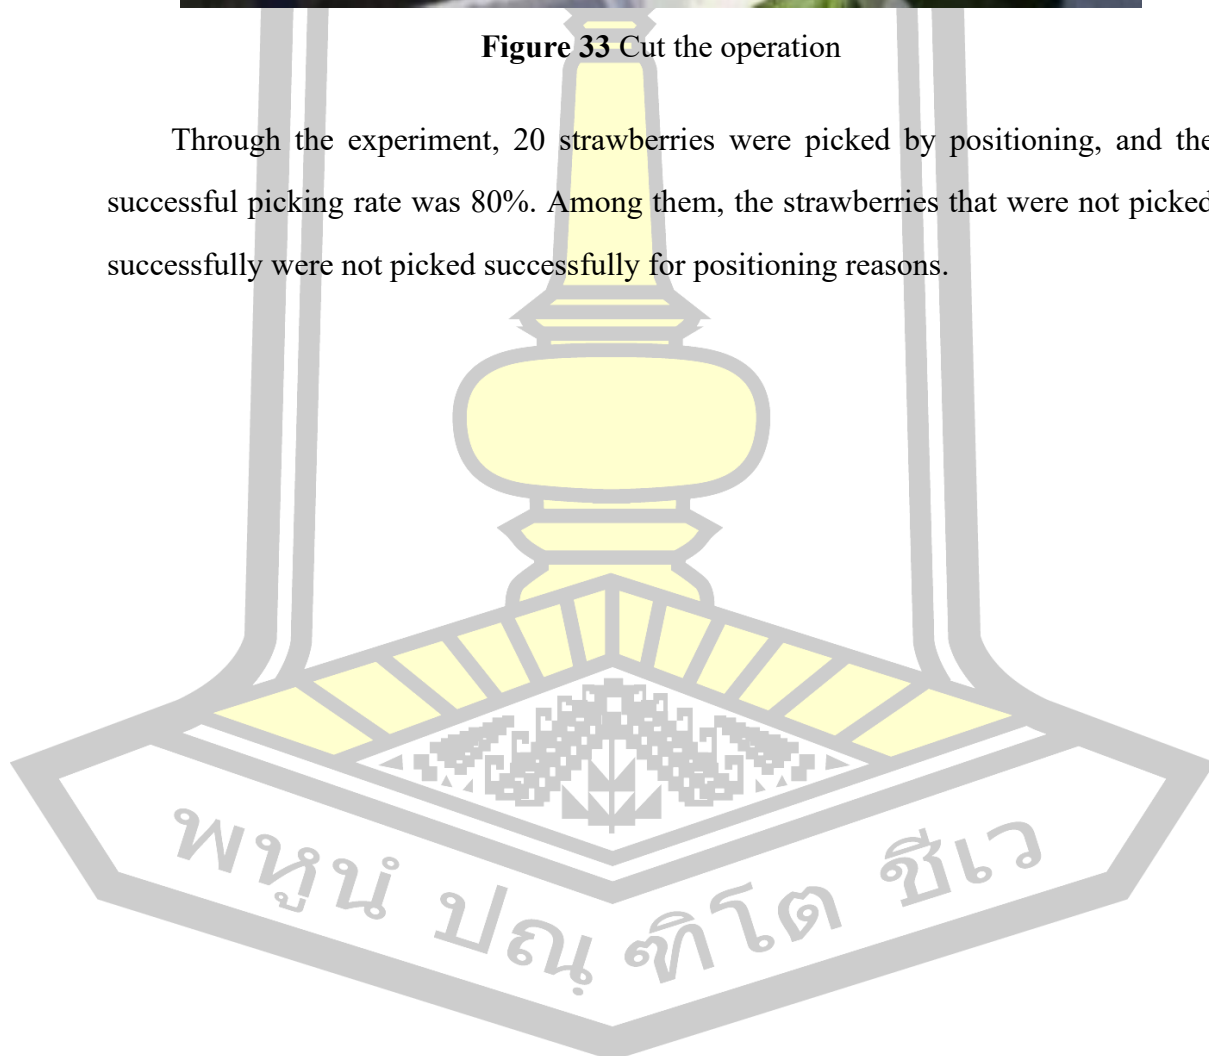 Figure 33 Cut the operation
Through the experiment, 20 strawberries were picked by positioning, and the
successful picking rate was 80%. Among them, the strawberries that were not picked
successfully were not picked successfully for positioning reasons.
พหูนํ ปณฺฑิโต ชีเว